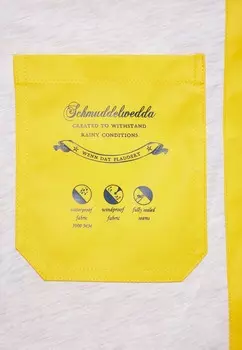 Schmuddelwedda
CREATED TO WITHSTAND
RAINY CONDITIONS
WENN DAT PLADDERT
waterproof windproof fully sealed
fabric fabric seams